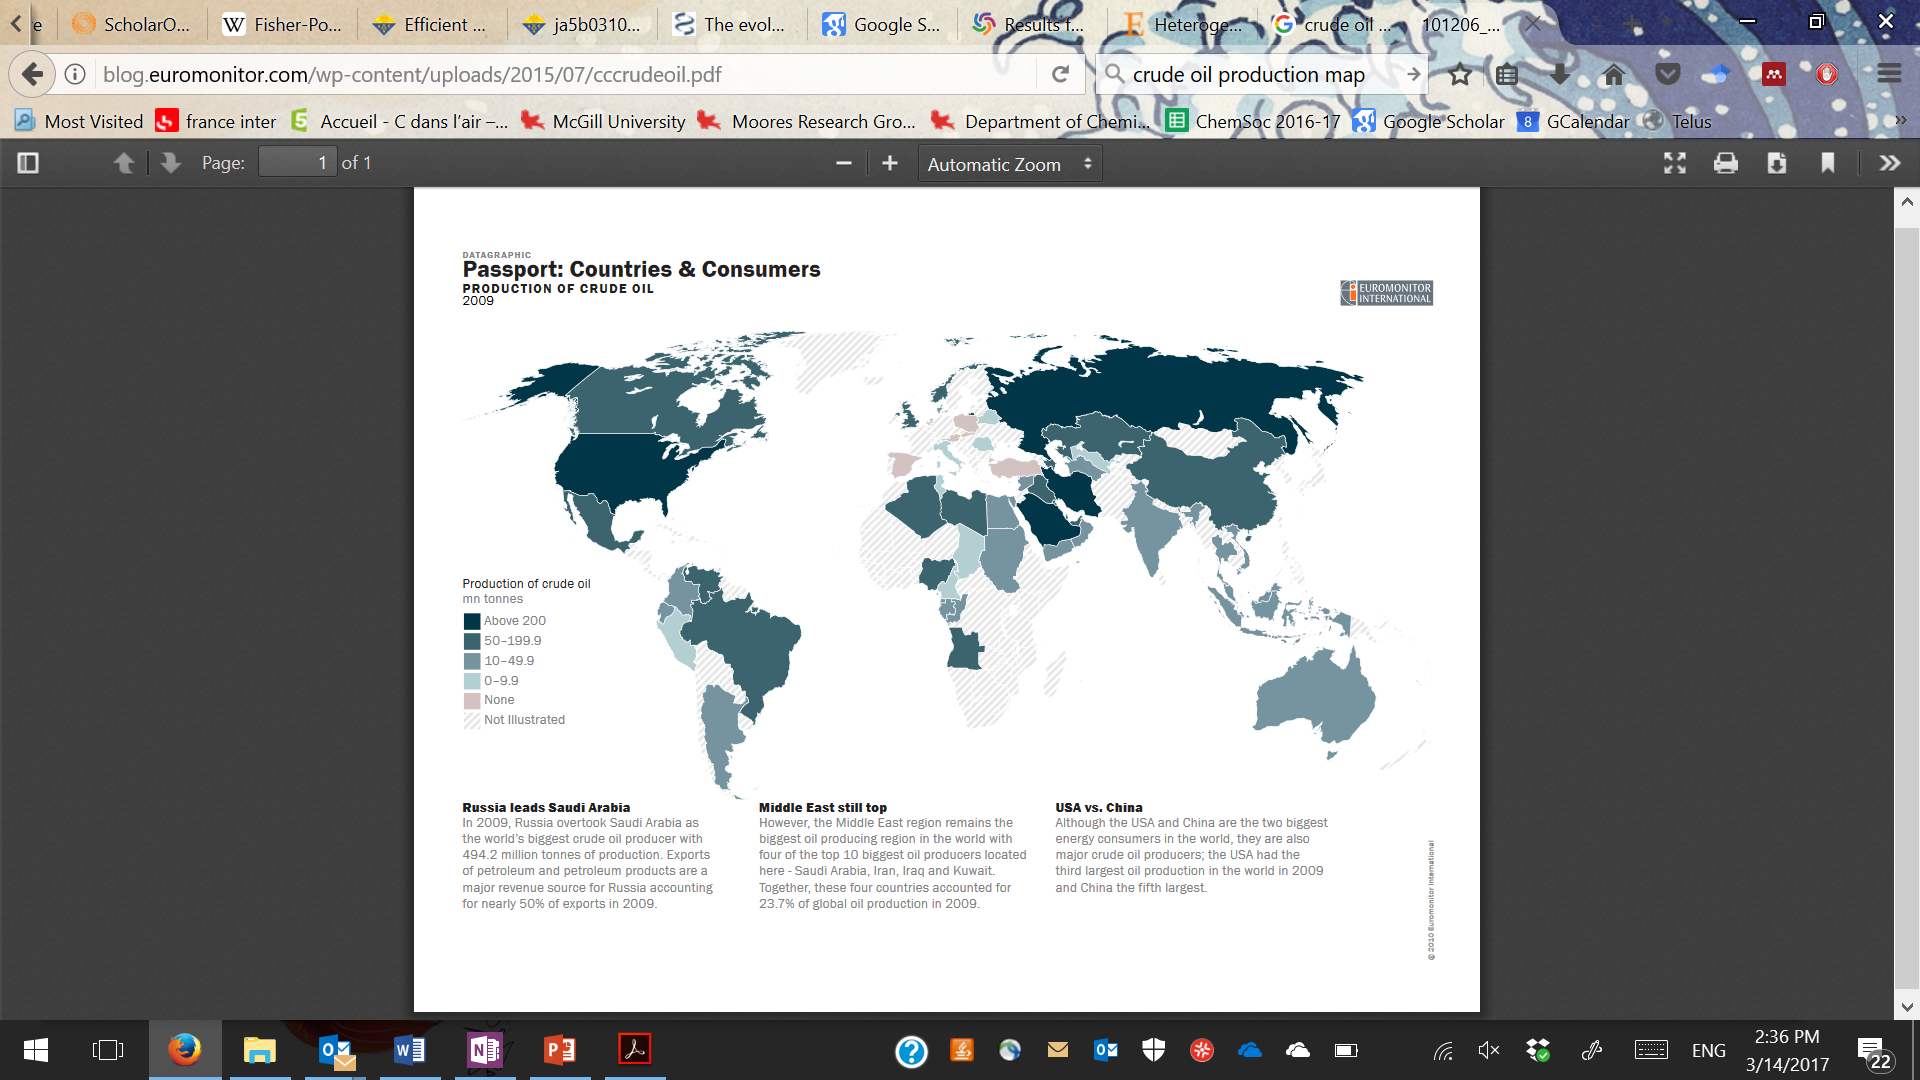 e
ScholarO...
Fisher-Po...
Efficient ...
ja5b0310...
The evol...
Google S...
Results f...
Heteroge...
crude oil ...
101206_...
blog.euromonitor.com/wp-content/uploads/2015/07/cccrudeoil.pdf
crude oil production map
Most Visited
france inter
Accueil - C dans l'air –...
McGill University
Moores Research Gro...
Department of Chemi...
ChemSoc 2016-17
Google Scholar
8 GCalendar
Telus
Page: 1 of 1
Automatic Zoom
DATAGRAPHIC
Passport: Countries & Consumers
PRODUCTION OF CRUDE OIL
2009
EUROMONITOR
INTERNATIONAL
Production of crude oil
mn tonnes
Above 200
50–199.9
10–49.9
0–9.9
None
Not Illustrated
Russia leads Saudi Arabia
In 2009, Russia overtook Saudi Arabia as
the world's biggest crude oil producer with
494.2 million tonnes of production. Exports
of petroleum and petroleum products are a
major revenue source for Russia accounting
for nearly 50% of exports in 2009.
Middle East still top
However, the Middle East region remains the
biggest oil producing region in the world with
four of the top 10 biggest oil producers located
here - Saudi Arabia, Iran, Iraq and Kuwait.
Together, these four countries accounted for
23.7% of global oil production in 2009.
USA vs. China
Although the USA and China are the two biggest
energy consumers in the world, they are also
major crude oil producers; the USA had the
third largest oil production in the world in 2009
and China the fifth largest.
© 2010 Euromonitor International
ENG
2:36 PM
3/14/2017
22